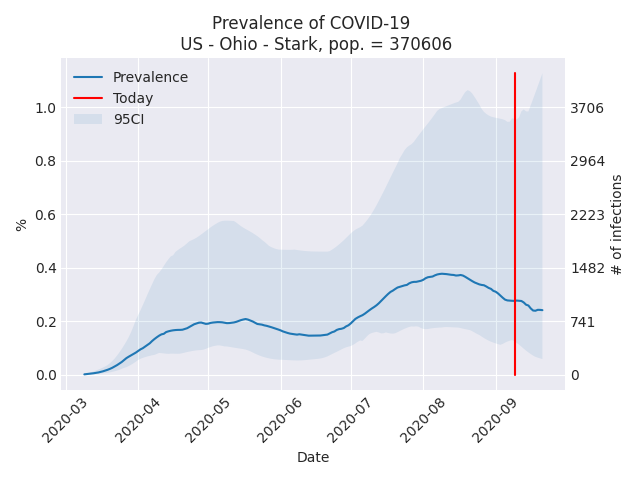 Prevalence of COVID-19
US - Ohio - Stark, pop. = 370606
Prevalence
Today
95CI
1.0
0.8
0.6
0.4
0.2
0.0
%
3706
2964
2223
1482
741
0
# of infections
2020-03
2020-04
2020-05
2020-06
2020-07
2020-08
2020-09
Date